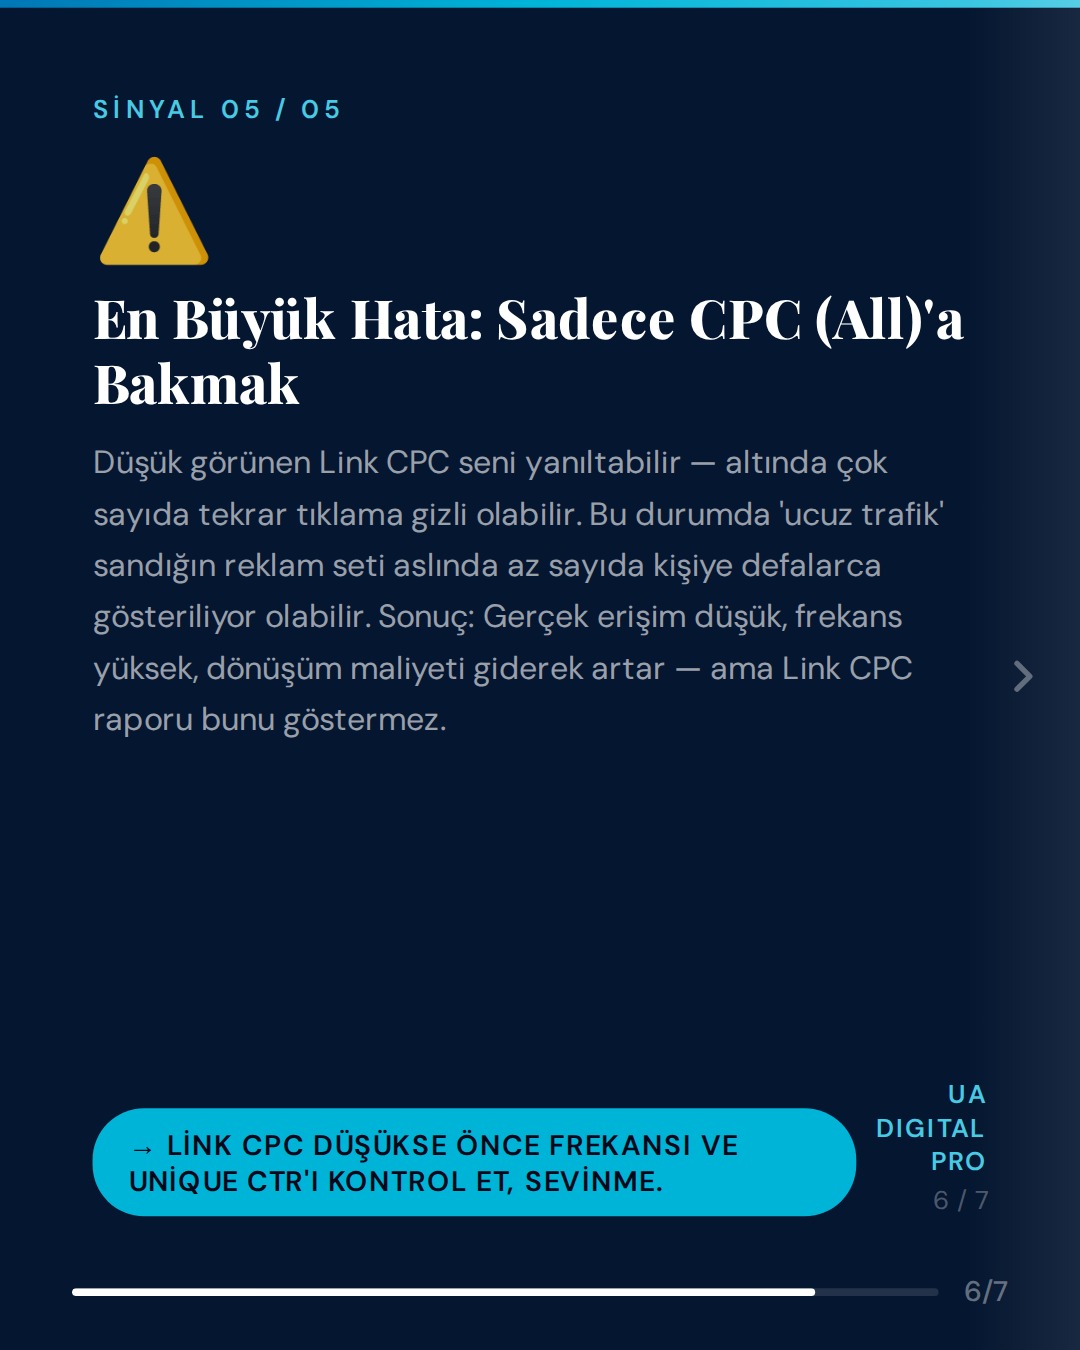 SİNYAL 05 / 05
En Büyük Hata: Sadece CPC (All)'a
Bakmak
Düşük görünen Link CPC seni yanıltabilir — altında çok
sayıda tekrar tıklama gizli olabilir. Bu durumda 'ucuz trafik'
sandığın reklam seti aslında az sayıda kişiye defalarca
gösteriliyor olabilir. Sonuç: Gerçek erişim düşük, frekans
yüksek, dönüşüm maliyeti giderek artar — ama Link CPC
raporu bunu göstermez.
→ LİNK CPC DÜŞÜKSE ÖNCE FREKANSI VE
UNİQUE CTR'I KONTROL ET, SEVİNME.
UA
DIGITAL
PRO
6 / 7
6/7